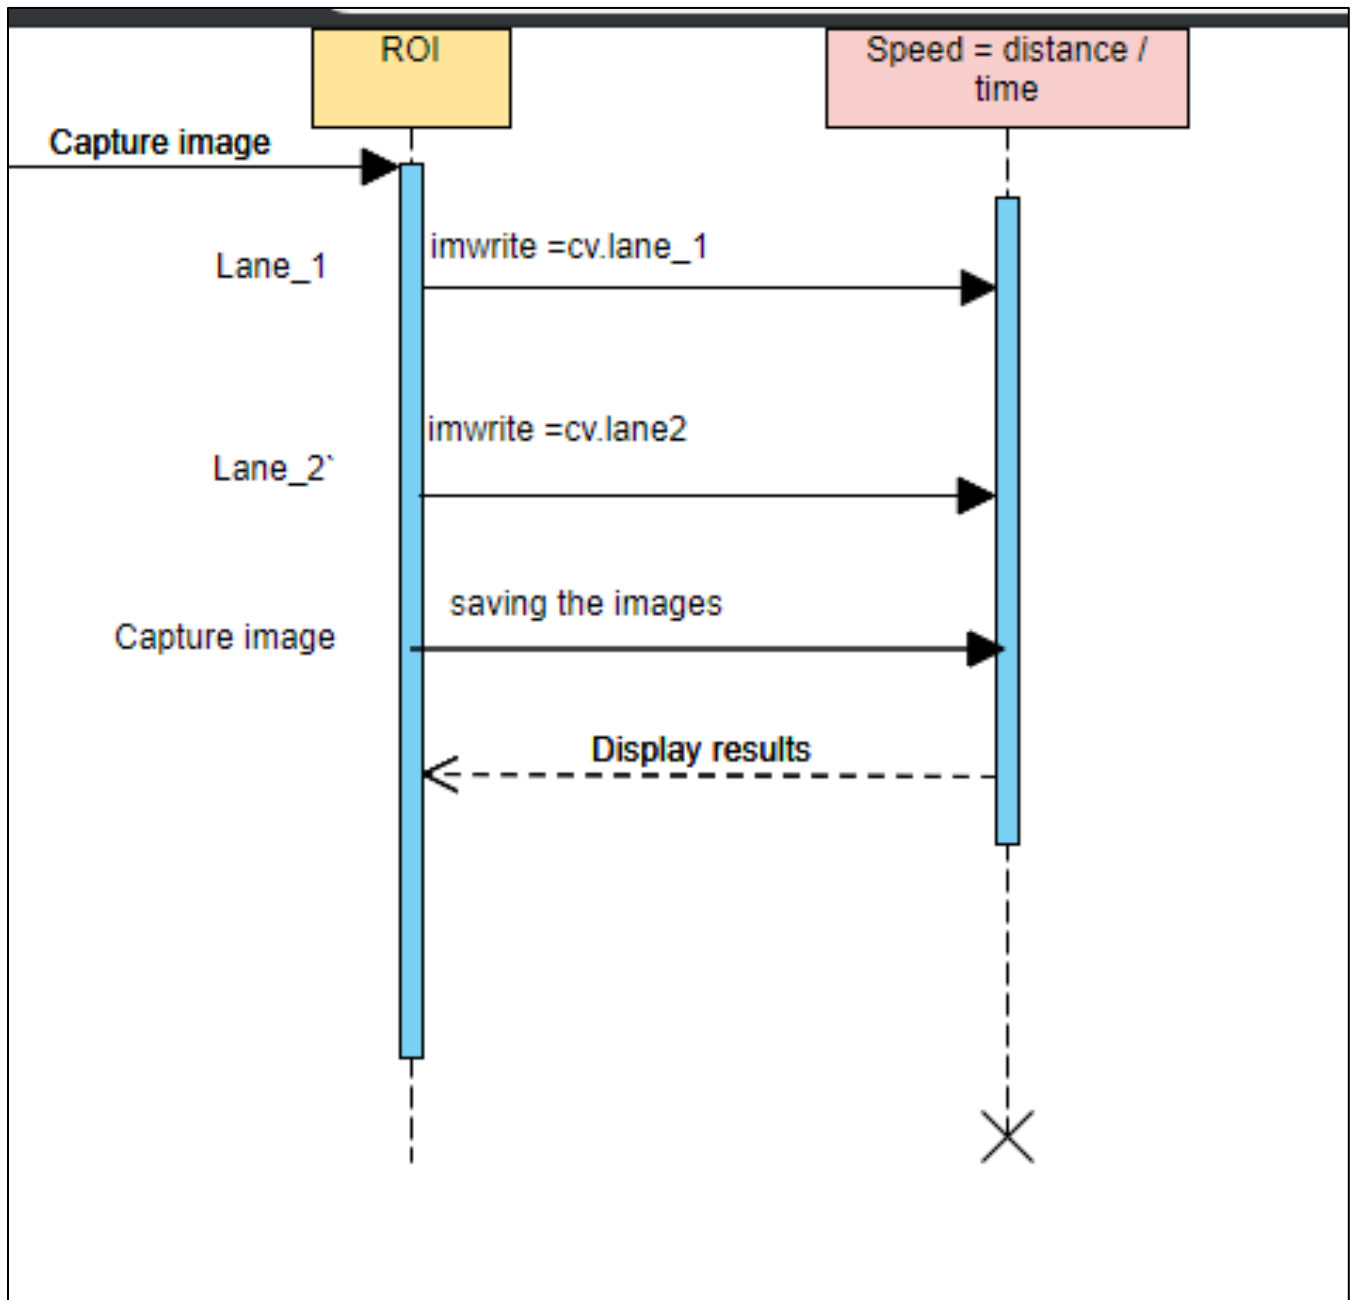 ROI
Speed = distance /
time
Capture image
Lane_1
imwrite =cv.lane_1
imwrite =cv.lane2
Lane_2`
saving the images
Capture image
Display results